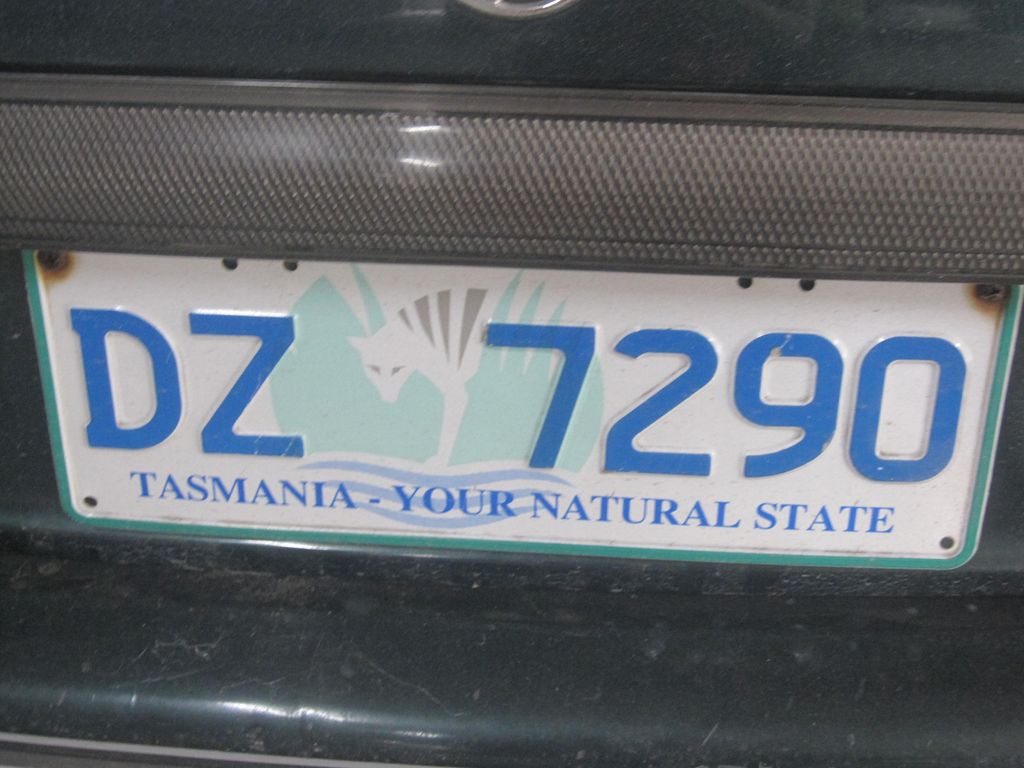 DZ 7290
TASMANIA - YOUR NATURAL STATE